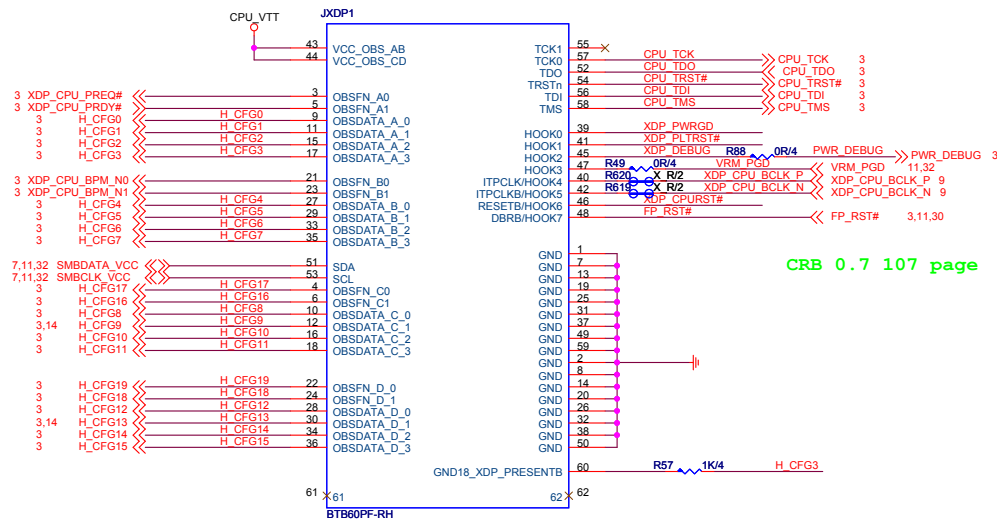 CPU_VTT
JXDP1
43 VCC_OBS_AB
44 VCC_OBS_CD
3 XDP_CPU_PREQ# 3 OBSFN_A0
3 XDP_CPU_PRDY# 5 OBSFN_A1
3 H_CFG0 H_CFG0 9 OBSDATA_A_0
3 H_CFG1 H_CFG1 11 OBSDATA_A_1
3 H_CFG2 H_CFG2 15 OBSDATA_A_2
3 H_CFG3 H_CFG3 17 OBSDATA_A_3
3 XDP_CPU_BPM_N0 21 OBSFN_B0
3 XDP_CPU_BPM_N1 23 OBSFN_B1
3 H_CFG4 H_CFG4 27 OBSDATA_B_0
3 H_CFG5 H_CFG5 29 OBSDATA_B_1
3 H_CFG6 H_CFG6 33 OBSDATA_B_2
3 H_CFG7 H_CFG7 35 OBSDATA_B_3
7,11,32 SMBDATA_VCC 51 SDA
7,11,32 SMBCLK_VCC 53 SCL
3 H_CFG17 H_CFG17 4 OBSFN_C0
3 H_CFG16 H_CFG16 6 OBSFN_C1
3 H_CFG8 H_CFG8 10 OBSDATA_C_0
3,14 H_CFG9 H_CFG9 12 OBSDATA_C_1
3 H_CFG10 H_CFG10 16 OBSDATA_C_2
3 H_CFG11 H_CFG11 18 OBSDATA_C_3
3 H_CFG19 H_CFG19 22 OBSFN_D_0
3 H_CFG18 H_CFG18 24 OBSFN_D_1
3 H_CFG12 H_CFG12 28 OBSDATA_D_0
3,14 H_CFG13 H_CFG13 30 OBSDATA_D_1
3 H_CFG14 H_CFG14 34 OBSDATA_D_2
3 H_CFG15 H_CFG15 36 OBSDATA_D_3
61 61
TCK1 55
TCK0 57 CPU_TCK CPU_TCK 3
TDO 52 CPU_TDO CPU_TDO 3
TRSTn 54 CPU_TRST# CPU_TRST# 3
TDI 56 CPU_TDI CPU_TDI 3
TMS 58 CPU_TMS CPU_TMS 3
HOOK0 39 XDP_PWRGD
HOOK1 41 XDP_PLTRST#
HOOK2 45 XDP_DEBUG R88 0R/4 PWR_DEBUG PWR_DEBUG 3
HOOK3 47 R49 0R/4 VRM_PGD VRM_PGD 11,32
ITPCLK/HOOK4 40 R620 X_R/2 XDP_CPU_BCLK_P XDP_CPU_BCLK_P 9
ITPCLKB/HOOK5 42 R619 X_R/2 XDP_CPU_BCLK_N XDP_CPU_BCLK_N 9
RESETB/HOOK6 46 XDP_CPURST#
DBRB/HOOK7 48 FP_RST# FP_RST# 3,11,30
GND 1
GND 7
GND 13
GND 19
GND 25
GND 31
GND 37
GND 49
GND 59
GND 2
GND 8
GND 14
GND 20
GND 26
GND 32
GND 38
GND 50
CRB 0.7 107 page
GND18_XDP_PRESENTB 60 R57 1K/4 H_CFG3
62 62
BTB60PF-RH